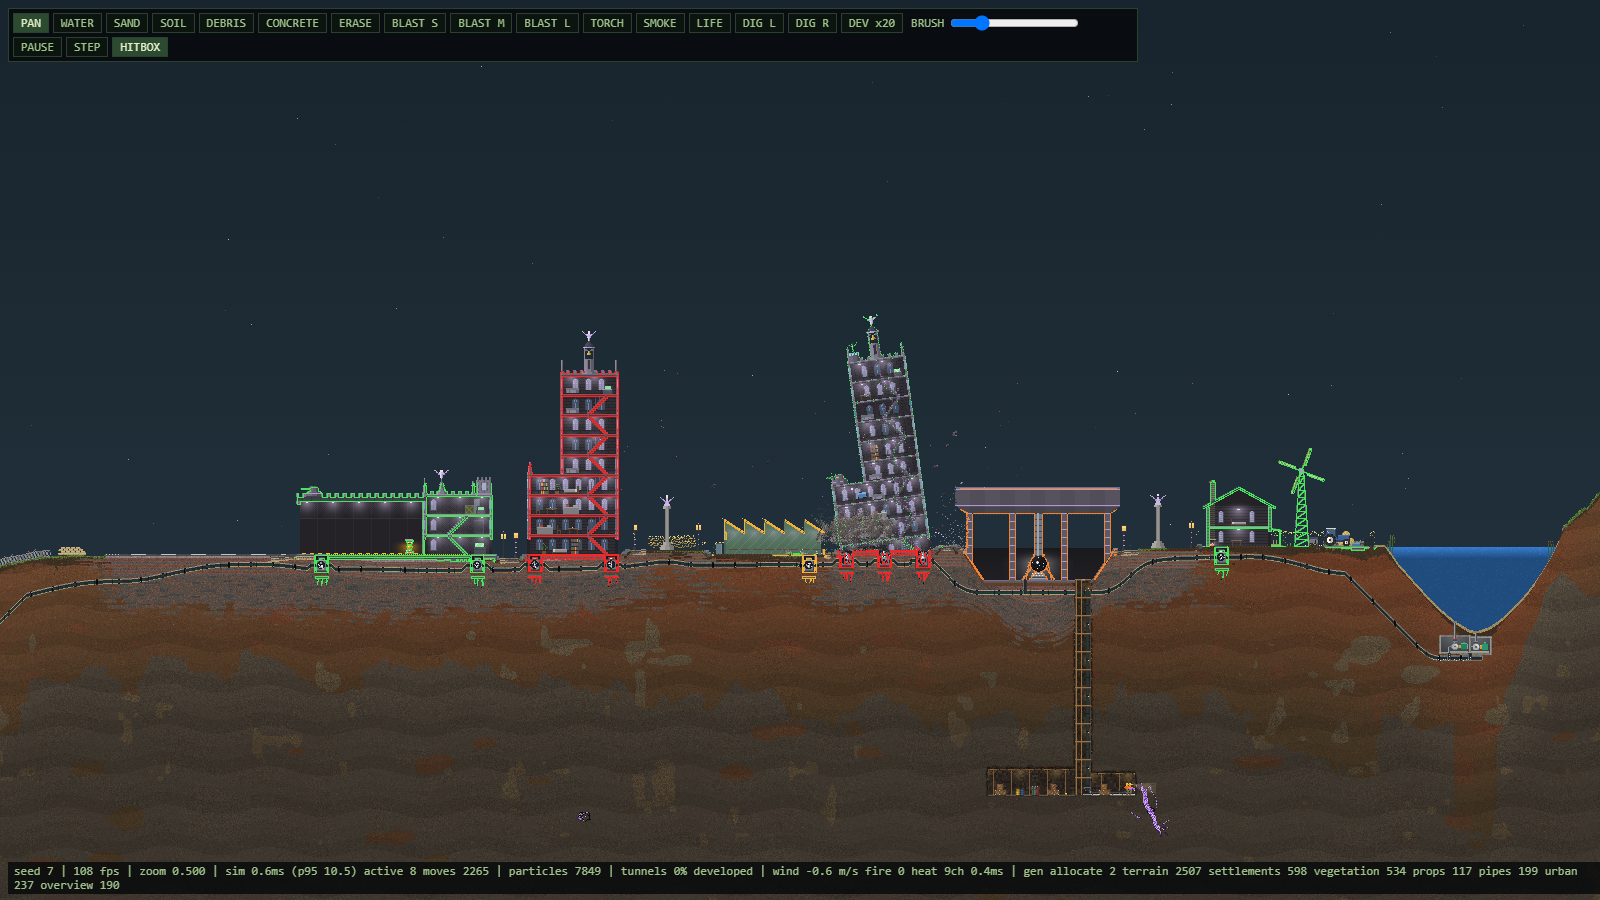 PAN WATER SAND SOIL DEBRIS CONCRETE ERASE BLAST S BLAST M BLAST L TORCH SMOKE LIFE DIG L DIG R DEV x20 BRUSH
PAUSE STEP HITBOX
seed 7 | 108 fps | zoom 0.500 | sim 0.6ms (p95 10.5) active 8 moves 2265 | particles 7849 | tunnels 0% developed | wind -0.6 m/s fire 0 heat 9ch 0.4ms | gen allocate 2 terrain 2507 settlements 598 vegetation 534 props 117 pipes 199 urban
237 overview 190